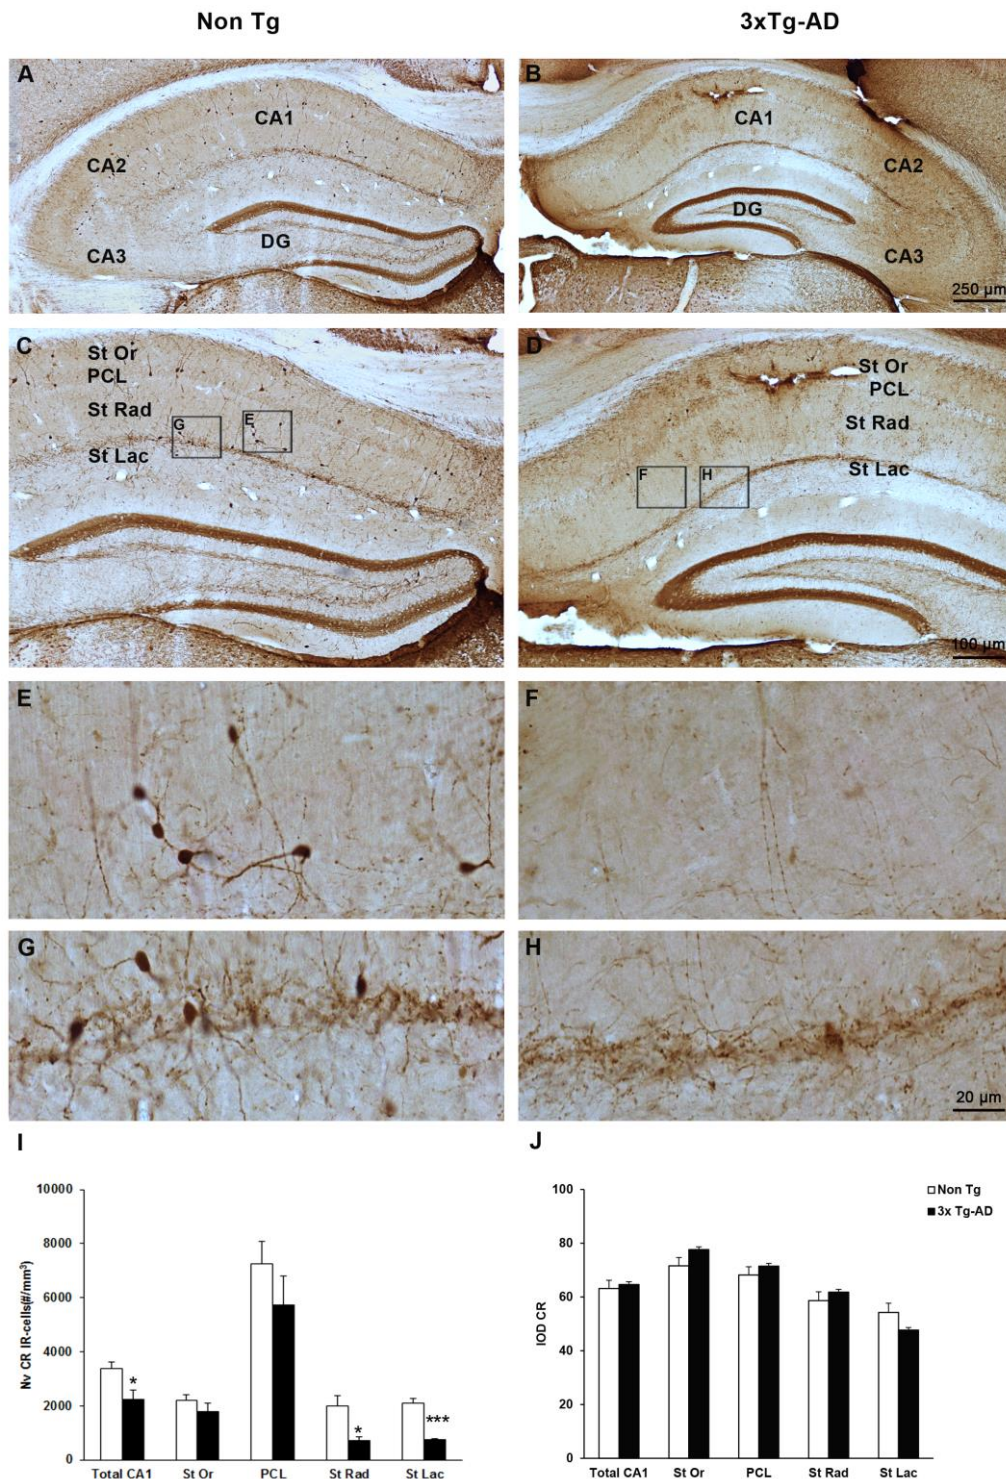 Non Tg
3xTg-AD
A
CA1
CA2
CA3
DG
B
CA1
CA2
DG
CA3
250 µm
C
St Or
PCL
St Rad
G
E
St Lac
D
St Or
PCL
St Rad
St Lac
F
H
100 µm
E
F
G
H
20 µm
I
10000
8000
6000
4000
2000
0
Nv CR IR-cells(#/mm³)
*
*
***
Total CA1
St Or
PCL
St Rad
St Lac
J
100
80
60
40
20
0
IOD CR
Non Tg
3x Tg-AD
Total CA1
St Or
PCL
St Rad
St Lac